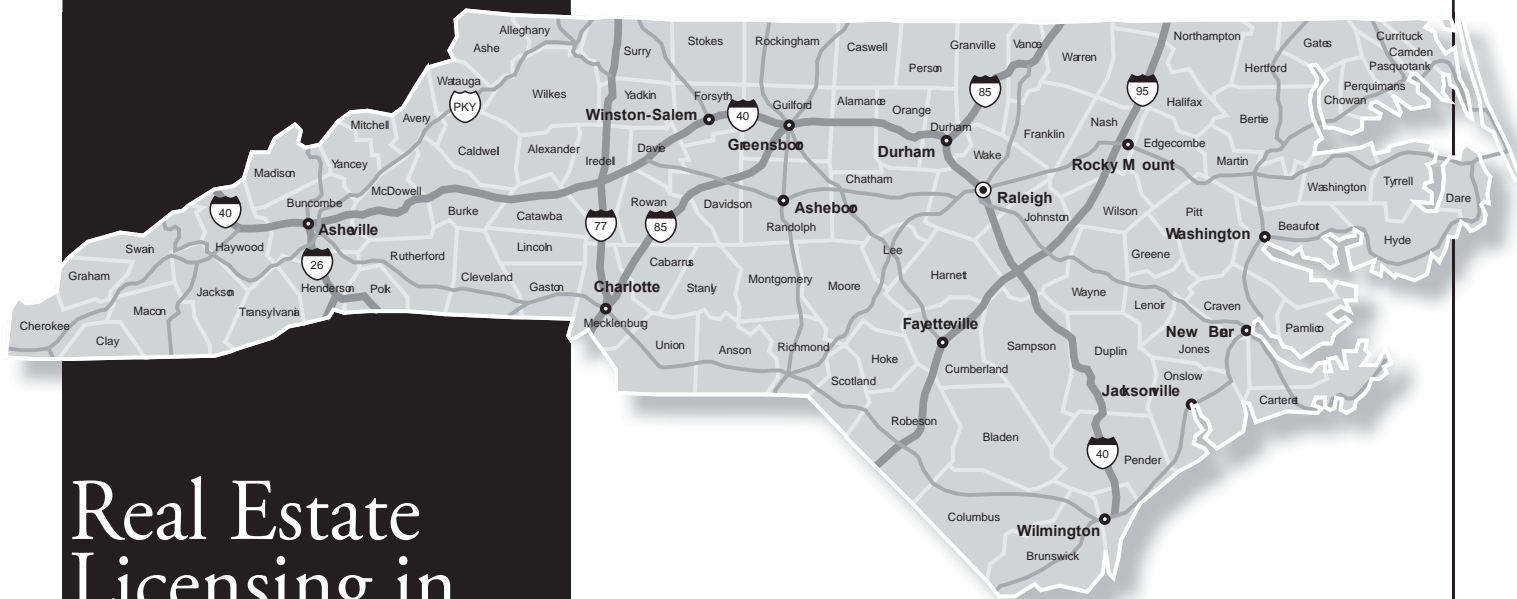 Alleghany
Ashe
Surry
Stokes
Rockingham
Caswell
Granville
Vance
Warren
Northampton
Gates
Currituck
Camden
Pasquotank
Person
Hertford
Watauga
Wilkes
Yadkin
Forsyth
Guilford
Alamance
Orange
Halifax
Perquimans
Chowan
PKY
40
85
95
Mitchell
Avery
Winston-Salem
Durham
Franklin
Nash
Bertie
Greensboro
Caldwell
Alexander
Iredell
Davie
Durham
Wake
Edgecombe
Rocky M ount
Martin
Yancey
Madison
McDowell
Chatham
Washington
Tyrrell
Dare
Buncombe
40
Burke
Catawba
Rowan
Davidson
Asheboro
Raleigh
Johnston
Wilson
Pitt
Asheville
77
85
Randolph
Washington
Beaufort
Hyde
Swain
Haywood
Lincoln
Lee
Greene
Rutherford
26
Cabarrus
Graham
Cleveland
Gaston
Harnett
Montgomery
Moore
Jackson
Henderson
Polk
Charlotte
Stanly
Wayne
Lenoir
Craven
Macon
Transylvania
Cherokee
Mecklenburg
Fayetteville
New Bern
Pamlico
Clay
Union
Anson
Richmond
Hoke
Sampson
Duplin
Jones
Scotland
Cumberland
Onslow
Jacksonville
Carteret
Robeson
Bladen
40
Pender
Columbus
Wilmington
Brunswick
Real Estate
Licensing in